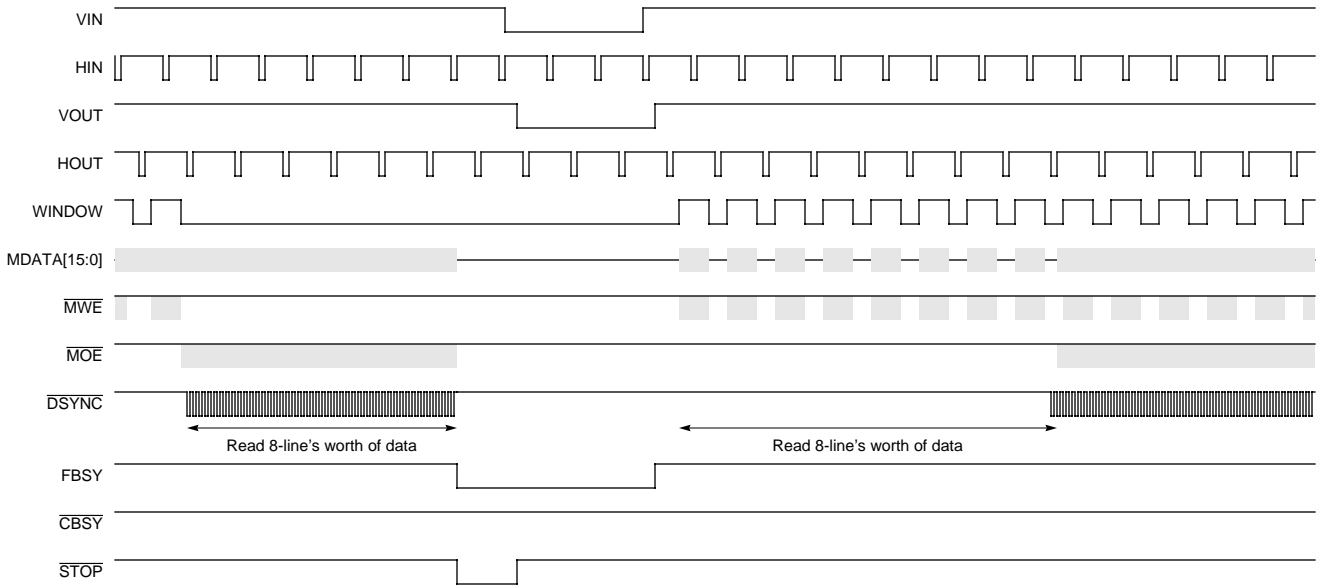 VIN
HIN
VOUT
HOUT
WINDOW
MDATA[15:0]
MWE
MOE
DSYNC
Read 8-line's worth of data
Read 8-line's worth of data
FBSY
CBSY
STOP